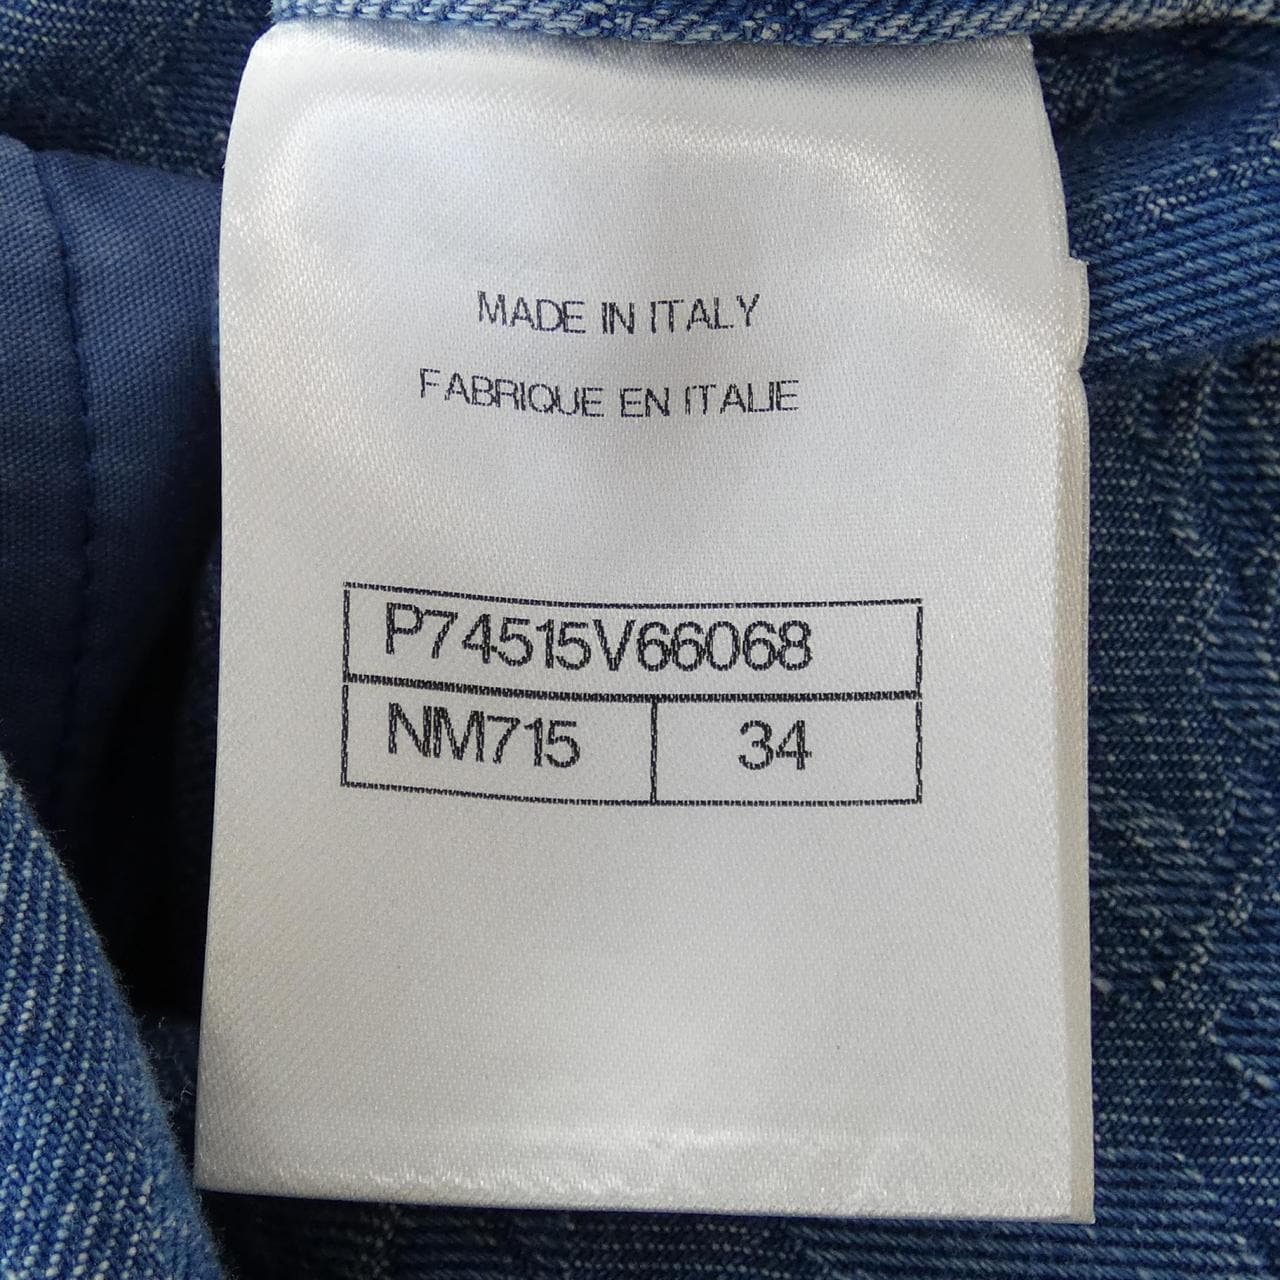 MADE IN ITALY
FABRIQUE EN ITALIE
P74515V66068
NM715 34